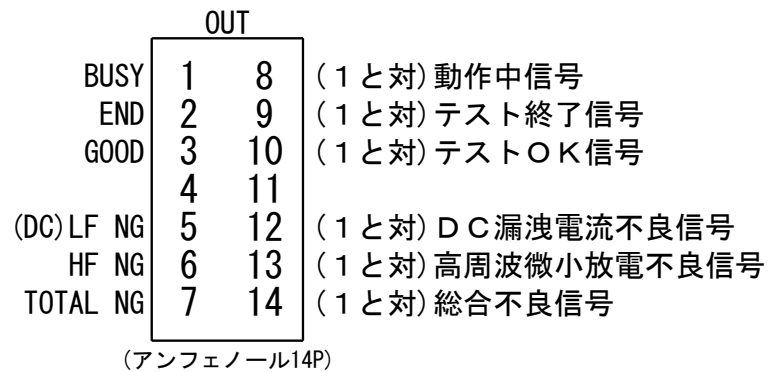 OUT
BUSY 1 8 (１と対)動作中信号
END 2 9 (１と対)テスト終了信号
GOOD 3 10 (１と対)テストＯＫ信号
4 11
(DC)LF NG 5 12 (１と対)ＤＣ漏洩電流不良信号
HF NG 6 13 (１と対)高周波微小放電不良信号
TOTAL NG 7 14 (１と対)総合不良信号
(アンフェノール14P)